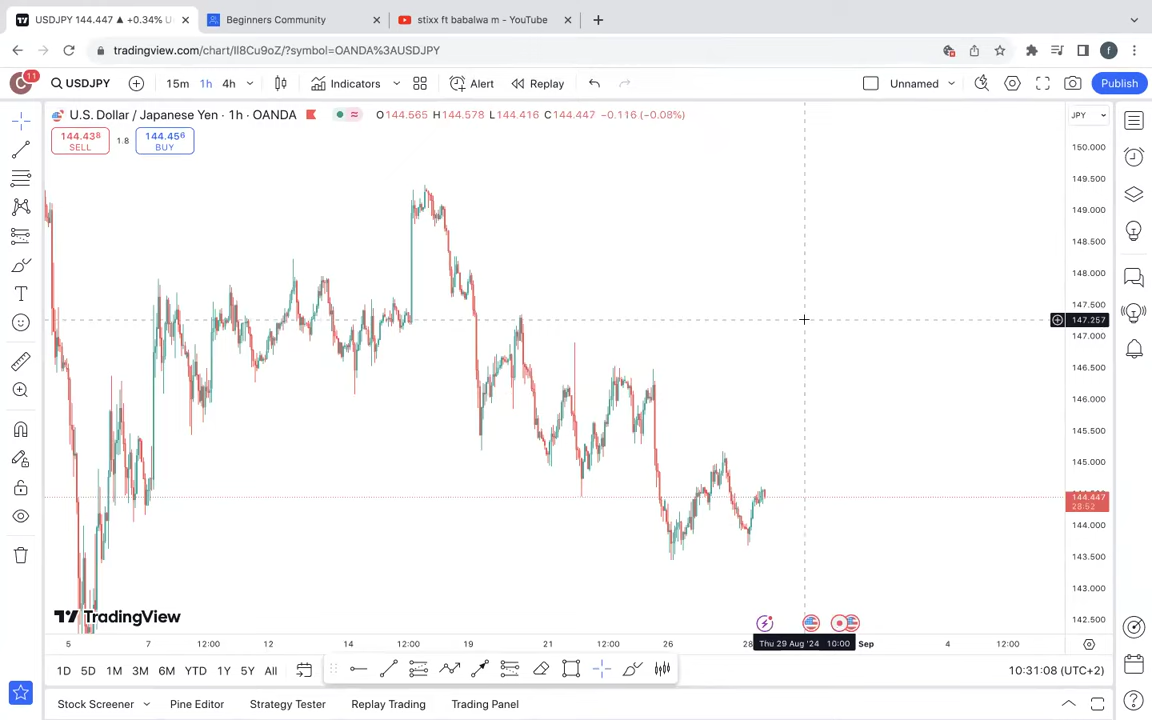 USDJPY 144.447 ▲ +0.34% U
Beginners Community
stixx ft babalwa m - YouTube
tradingview.com/chart/Il8Cu9oZ/?symbol=OANDA%3AUSDJPY
f
C
11
USDJPY
15m
1h
4h
Indicators
Alert
Replay
Unnamed
Publish
U.S. Dollar / Japanese Yen · 1h · OANDA
O144.565 H144.578 L144.416 C144.447 −0.116 (−0.08%)
JPY
144.43⁸
SELL
1.8
144.45⁶
BUY
150.000
149.500
149.000
148.500
148.000
147.500
147.257
147.000
146.500
146.000
145.500
145.000
144.447
28:52
144.000
143.500
143.000
142.500
TradingView
5
7
12:00
12
14
12:00
19
21
12:00
26
28
Thu 29 Aug '24 10:00
Sep
4
12:00
1D
5D
1M
3M
6M
YTD
1Y
5Y
All
10:31:08 (UTC+2)
Stock Screener
Pine Editor
Strategy Tester
Replay Trading
Trading Panel